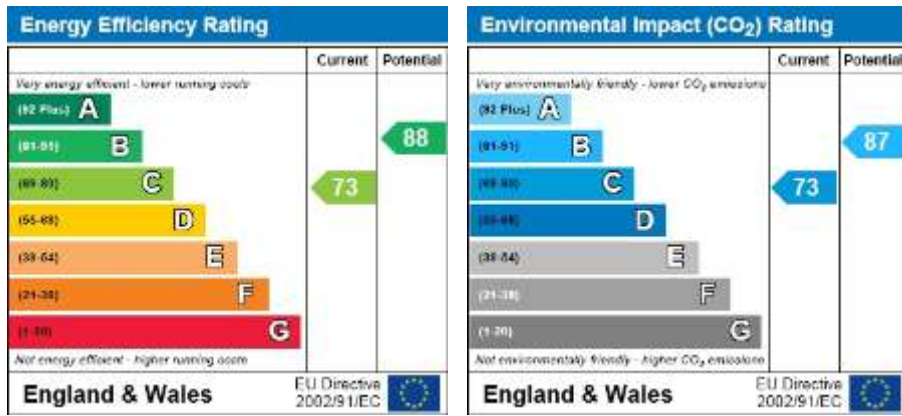 Energy Efficiency Rating
Current Potential
Very energy efficient - lower running costs
(92 Plus) A
(81-91) B
88
(69-80) C
73
(55-68) D
(39-54) E
(21-38) F
(1-20) G
Not energy efficient - higher running costs
England & Wales
EU Directive
2002/91/EC
Environmental Impact (CO₂) Rating
Current Potential
Very environmentally friendly - lower CO₂ emissions
(92 Plus) A
(81-91) B
87
(69-80) C
73
(55-68) D
(39-54) E
(21-38) F
(1-20) G
Not environmentally friendly - higher CO₂ emissions
England & Wales
EU Directive
2002/91/EC